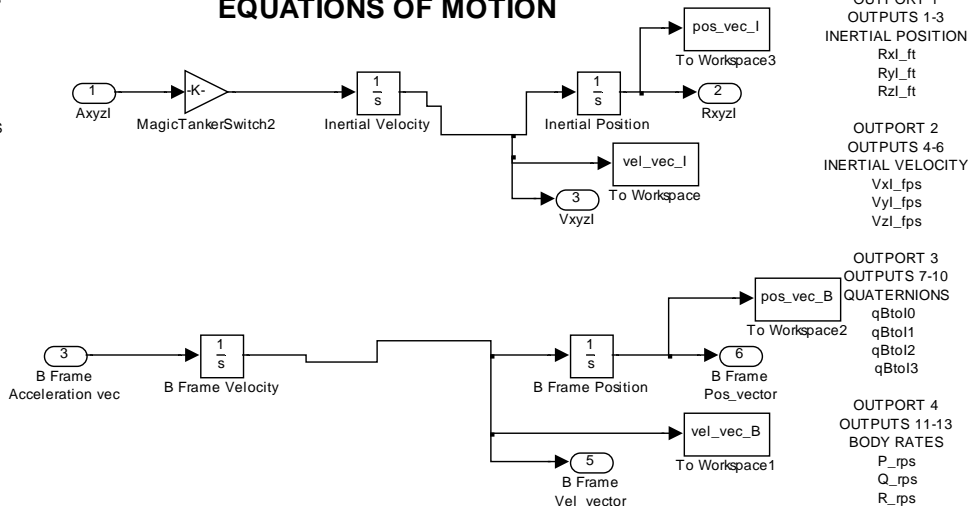 EQUATIONS OF MOTION
1
AxyzI
-K-
MagicTankerSwitch2
1
s
Inertial Velocity
1
s
Inertial Position
pos_vec_I
To Workspace3
2
RxyzI
vel_vec_I
To Workspace
3
VxyzI
3
B Frame
Acceleration vec
1
s
B Frame Velocity
1
s
B Frame Position
pos_vec_B
To Workspace2
6
B Frame
Pos_vector
vel_vec_B
To Workspace1
5
B Frame
Vel_vector
OUTPORT 1
OUTPUTS 1-3
INERTIAL POSITION
RxI_ft
RyI_ft
RzI_ft
OUTPORT 2
OUTPUTS 4-6
INERTIAL VELOCITY
VxI_fps
VyI_fps
VzI_fps
OUTPORT 3
OUTPUTS 7-10
QUATERNIONS
qBtoI0
qBtoI1
qBtoI2
qBtoI3
OUTPORT 4
OUTPUTS 11-13
BODY RATES
P_rps
Q_rps
R_rps